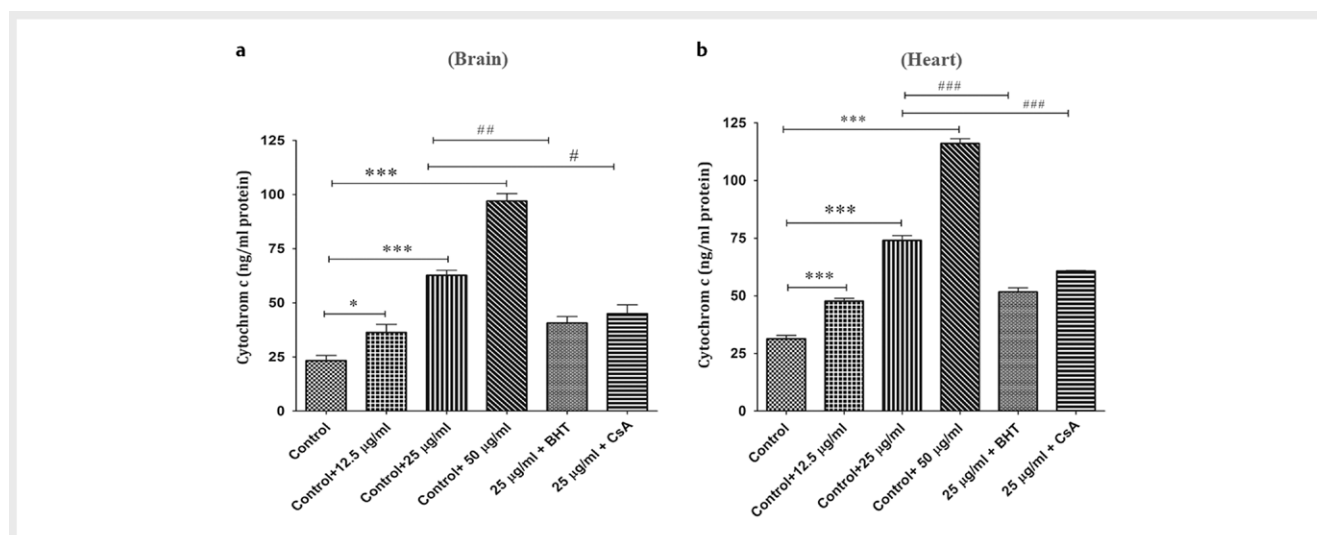 a
(Brain)
##
#
***
***
*
Cytochrom c (ng/ml protein)
125
100
75
50
25
0
Control
Control+12.5 µg/ml
Control+25 µg/ml
Control+ 50 µg/ml
25 µg/ml + BHT
25 µg/ml + CsA
b
(Heart)
###
###
***
***
***
Cytochrom c (ng/ml protein)
125
100
75
50
25
0
Control
Control+12.5 µg/ml
Control+25 µg/ml
Control+ 50 µg/ml
25 µg/ml + BHT
25 µg/ml + CsA